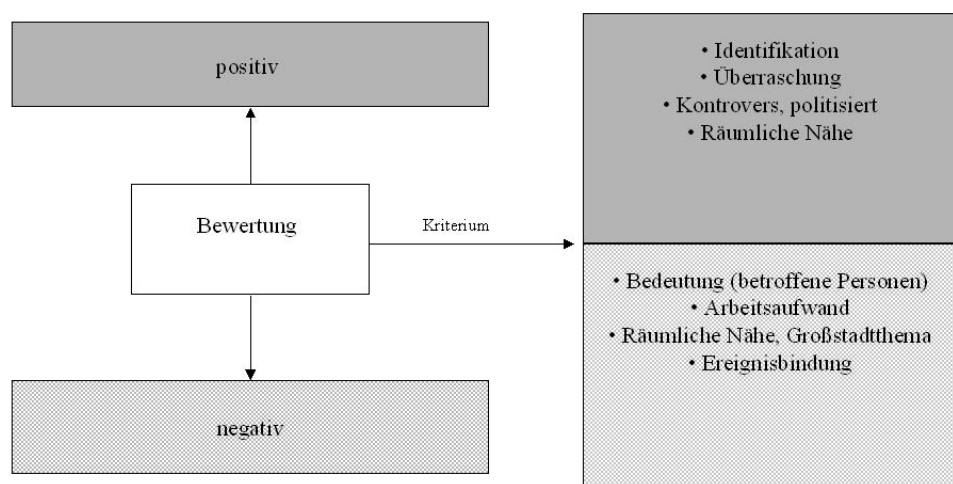 positiv
Bewertung
Kriterium
negativ
• Identifikation
• Überraschung
• Kontrovers, politisiert
• Räumliche Nähe
• Bedeutung (betroffene Personen)
• Arbeitsaufwand
• Räumliche Nähe, Großstadtthema
• Ereignisbindung